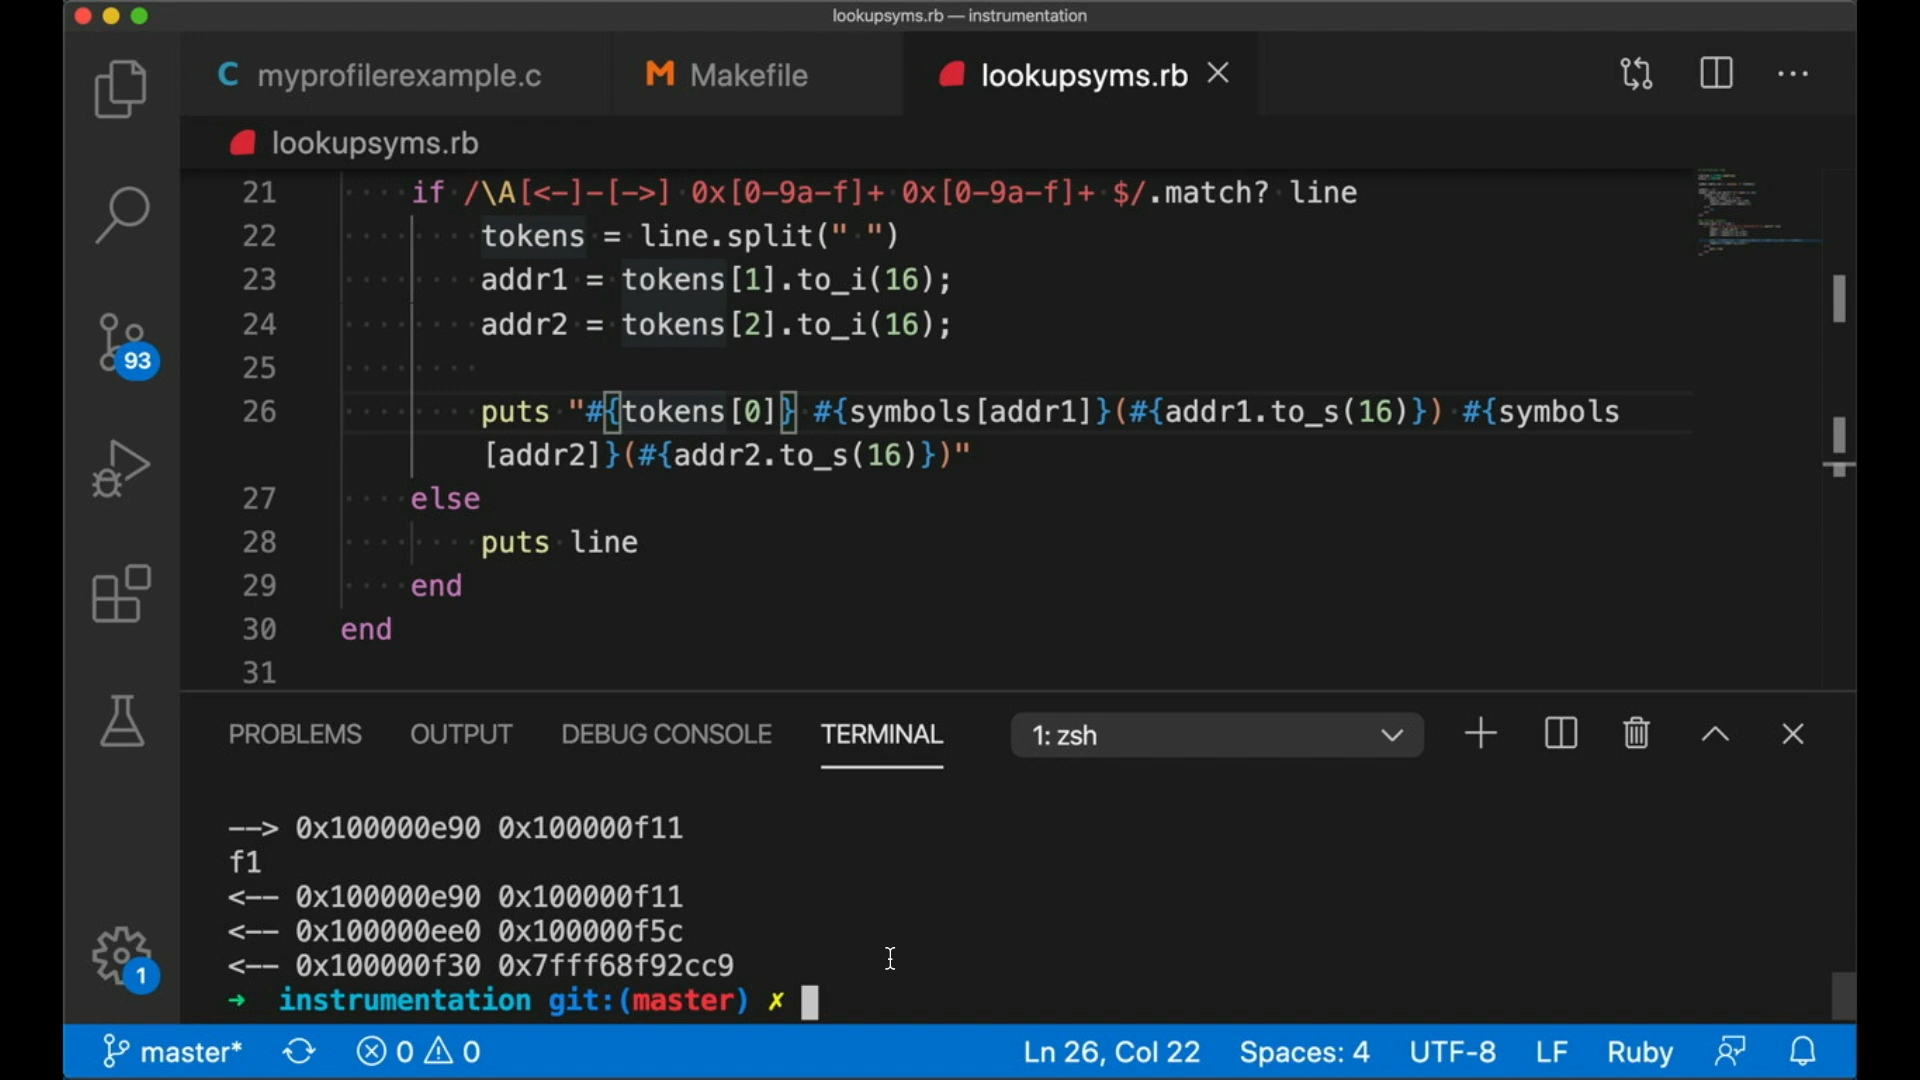 lookupsyms.rb — instrumentation
C myprofilerexample.c
M Makefile
lookupsyms.rb
lookupsyms.rb
21 if /\A[<-]-[->] 0x[0-9a-f]+ 0x[0-9a-f]+ $/.match? line
22 tokens = line.split(" ")
23 addr1 = tokens[1].to_i(16);
24 addr2 = tokens[2].to_i(16);
25
26 puts "#{tokens[0]} #{symbols[addr1]}(#{addr1.to_s(16)}) #{symbols
[addr2]}(#{addr2.to_s(16)})"
27 else
28 puts line
29 end
30 end
31
93
1
PROBLEMS OUTPUT DEBUG CONSOLE TERMINAL 1: zsh
--> 0x100000e90 0x100000f11
f1
<-- 0x100000e90 0x100000f11
<-- 0x100000ee0 0x100000f5c
<-- 0x100000f30 0x7fff68f92cc9
➜ instrumentation git:(master) ✗
master* 0 0 Ln 26, Col 22 Spaces: 4 UTF-8 LF Ruby